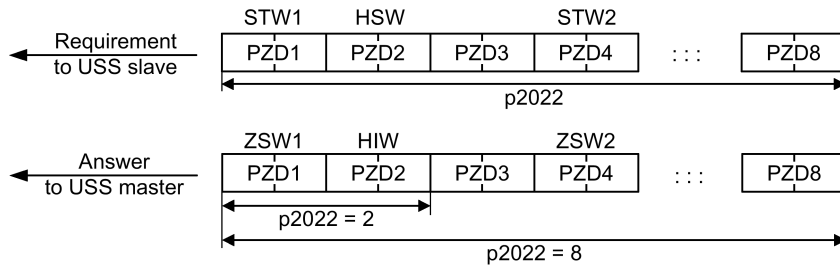 STW1 HSW STW2
Requirement
to USS slave
PZD1 PZD2 PZD3 PZD4 : : : PZD8
p2022
ZSW1 HIW ZSW2
Answer
to USS master
PZD1 PZD2 PZD3 PZD4 : : : PZD8
p2022 = 2
p2022 = 8